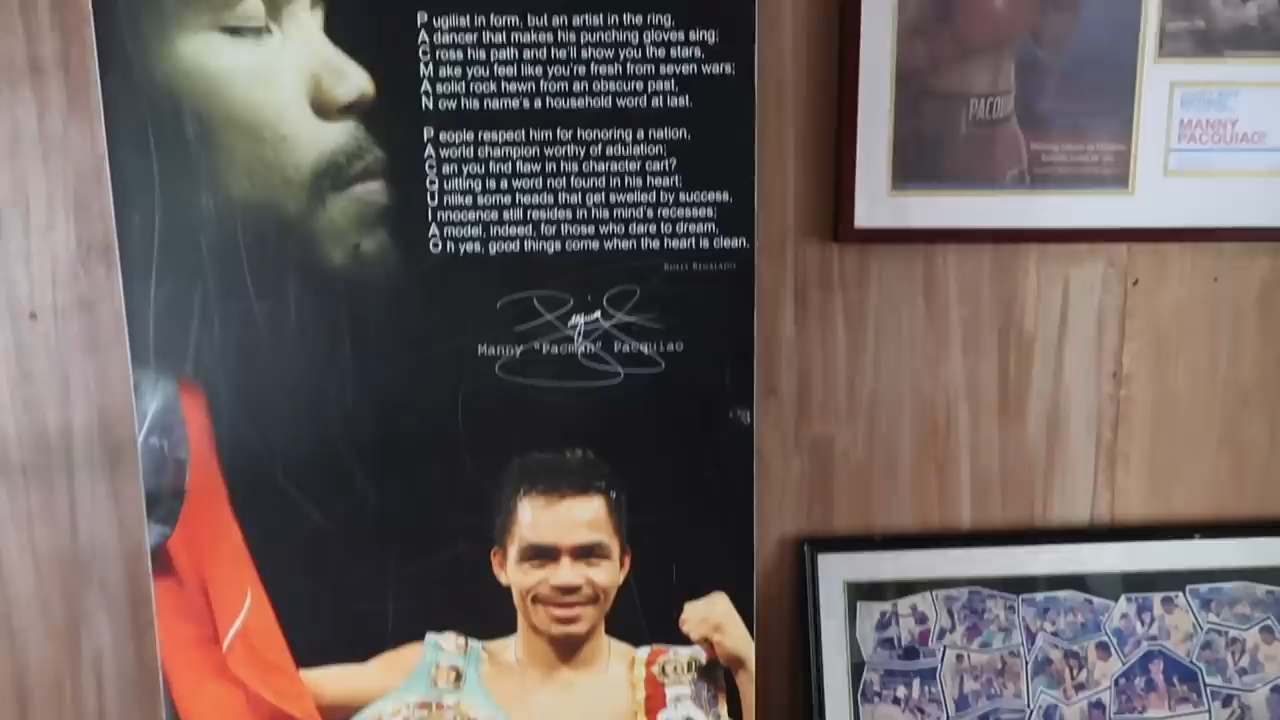 Pugilist in form, but an artist in the ring,
A dancer that makes his punching gloves sing;
Cross his path and he'll show you the stars,
Make you feel like you're fresh from seven wars;
A solid rock hewn from an obscure past,
Now his name's a household word at last.
People respect him for honoring a nation,
A world champion worthy of adulation;
Can you find flaw in his character cart?
Quitting is a word not found in his heart;
Unlike some heads that get swelled by success,
Innocence still resides in his mind's recesses;
A model, indeed, for those who dare to dream,
Oh yes, good things come when the heart is clean.
Manny "Pacman" Pacquiao
PACQU
MANNY
PACQUIAO